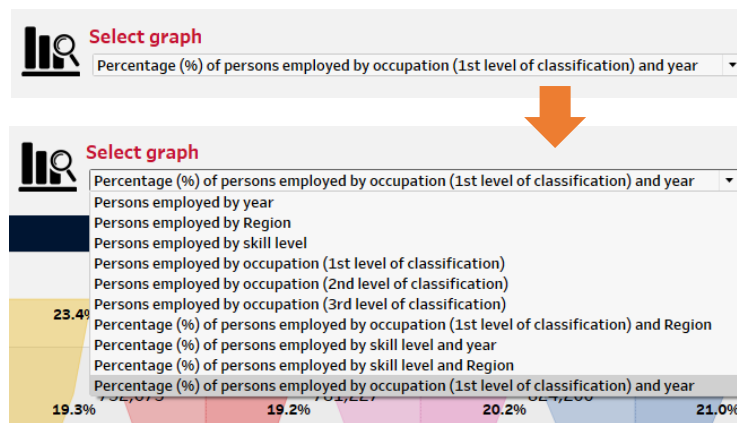 Select graph
Percentage (%) of persons employed by occupation (1st level of classification) and year
Select graph
Percentage (%) of persons employed by occupation (1st level of classification) and year
Persons employed by year
Persons employed by Region
Persons employed by skill level
Persons employed by occupation (1st level of classification)
Persons employed by occupation (2nd level of classification)
Persons employed by occupation (3rd level of classification)
Percentage (%) of persons employed by occupation (1st level of classification) and Region
Percentage (%) of persons employed by skill level and year
Percentage (%) of persons employed by skill level and Region
Percentage (%) of persons employed by occupation (1st level of classification) and year
23.4%
19.3%
19.2%
20.2%
21.0%